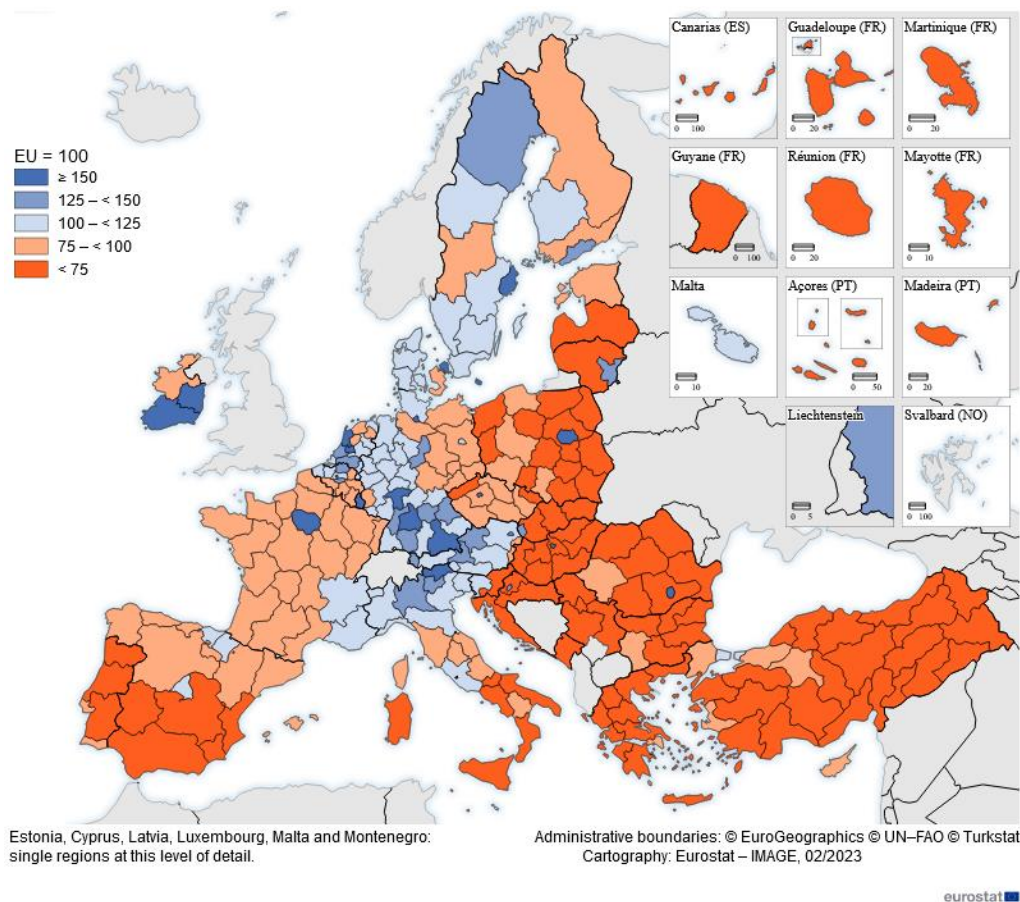 Canarias (ES)
0 100
Guadeloupe (FR)
0 20
Martinique (FR)
0 20
EU = 100
≥ 150
125 – < 150
100 – < 125
75 – < 100
< 75
Guyane (FR)
0 100
Réunion (FR)
0 20
Mayotte (FR)
0 10
Malta
0 10
Açores (PT)
0 50
Madeira (PT)
0 20
Liechtenstein
0 5
Svalbard (NO)
0 100
Estonia, Cyprus, Latvia, Luxembourg, Malta and Montenegro:
single regions at this level of detail.
Administrative boundaries: © EuroGeographics © UN–FAO © Turkstat
Cartography: Eurostat – IMAGE, 02/2023
eurostat